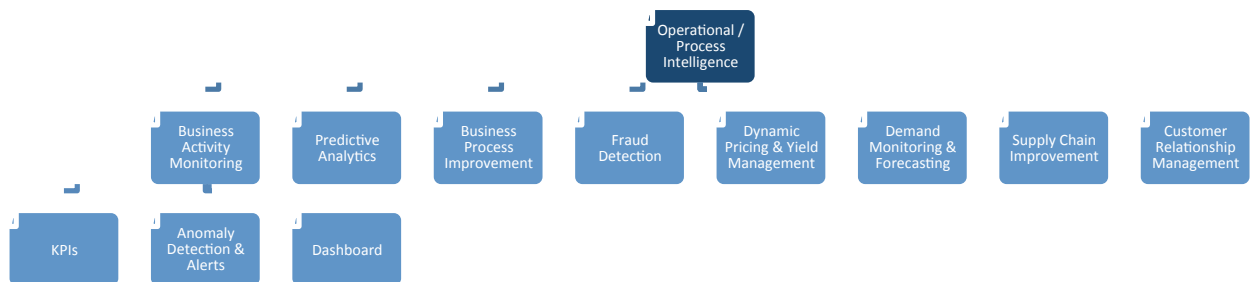 Operational /
Process
Intelligence
Business
Activity
Monitoring
Predictive
Analytics
Business
Process
Improvement
Fraud
Detection
Dynamic
Pricing & Yield
Management
Demand
Monitoring &
Forecasting
Supply Chain
Improvement
Customer
Relationship
Management
KPIs
Anomaly
Detection &
Alerts
Dashboard